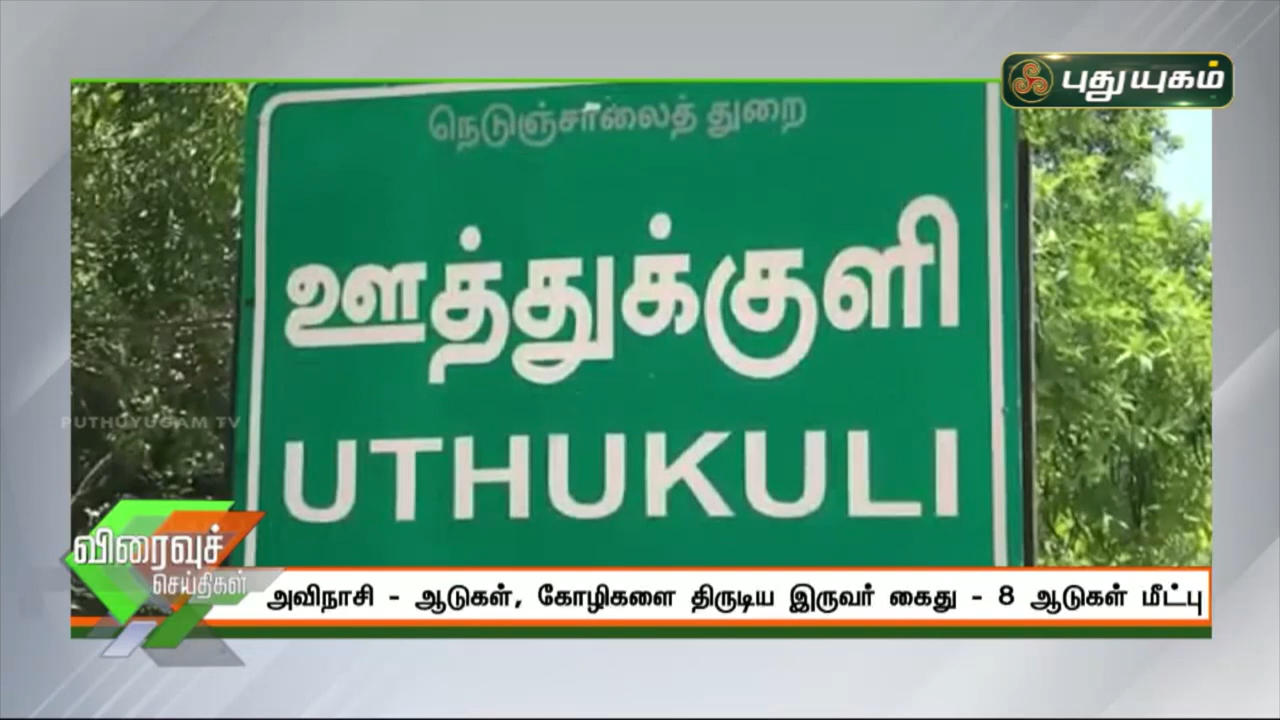 புதுயுகம்
நெடுஞ்சாலைத் துறை
ஊத்துக்குளி
UTHUKULI
PUTHUYUGAM TV
விரைவுச்
செய்திகள்
அவிநாசி - ஆடுகள், கோழிகளை திருடிய இருவர் கைது - 8 ஆடுகள் மீட்பு